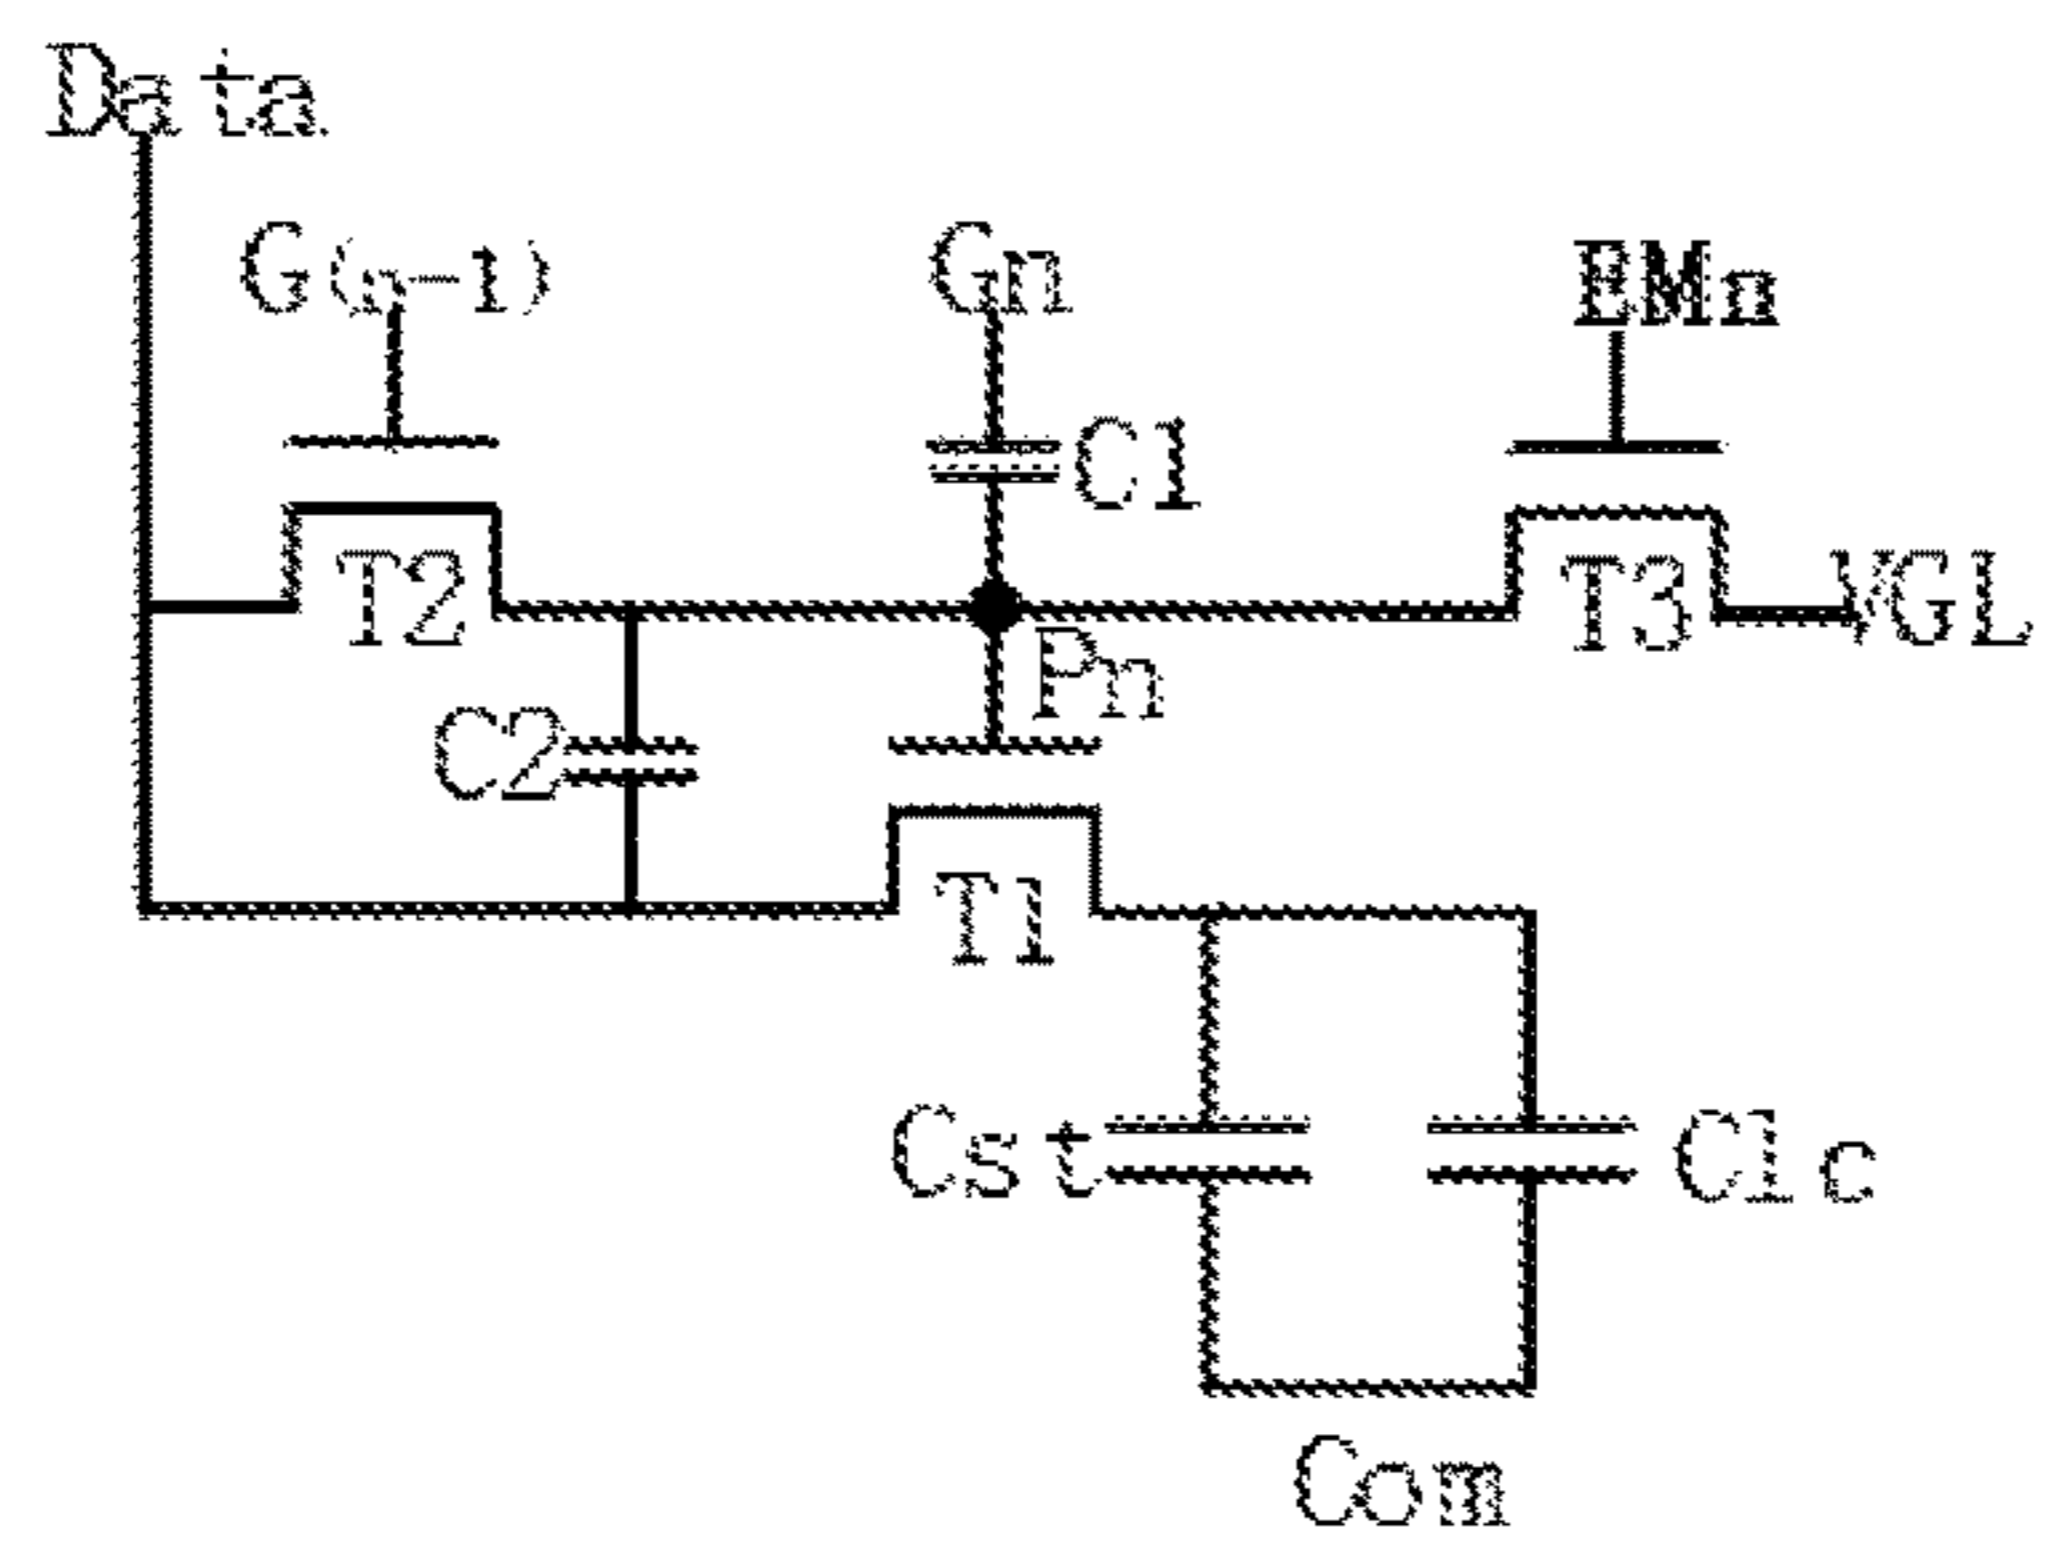 Data
G(n-1)
Gn
EMn
C1
T2
T3
VGL
Pn
C2
T1
Cst
Clc
Com